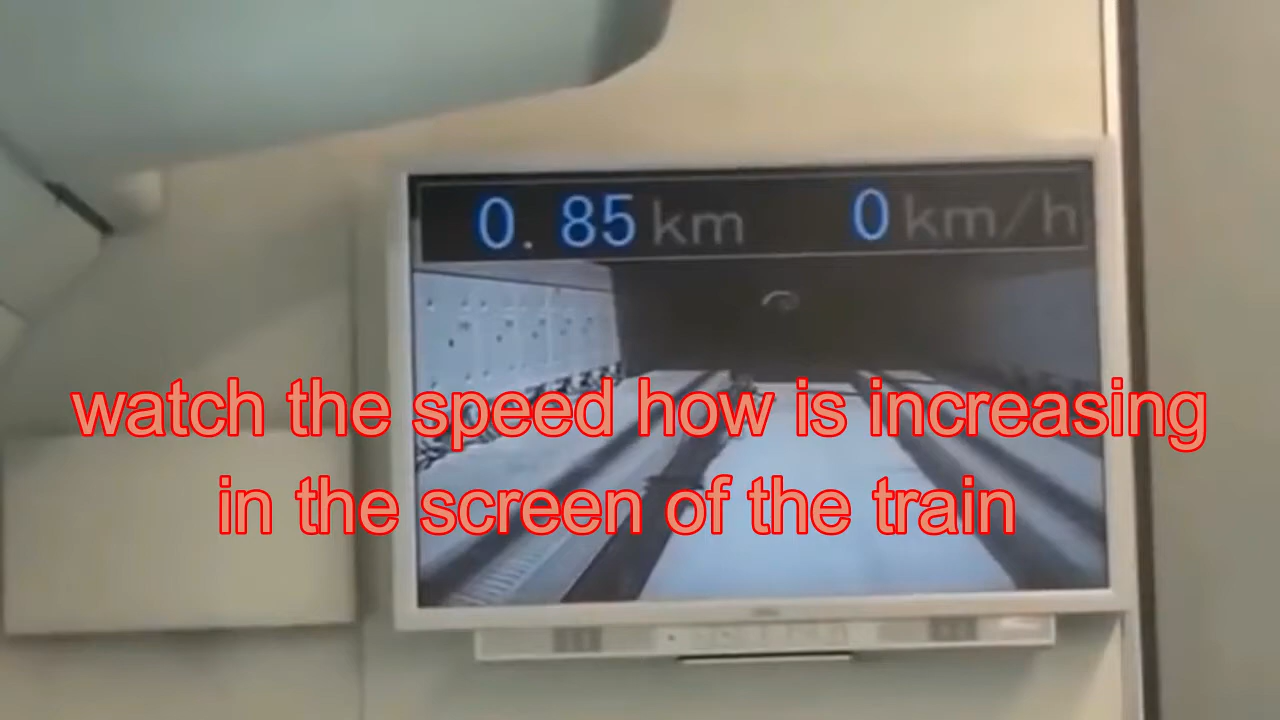 0.85 km 0 km/h
watch the speed how is increasing
in the screen of the train